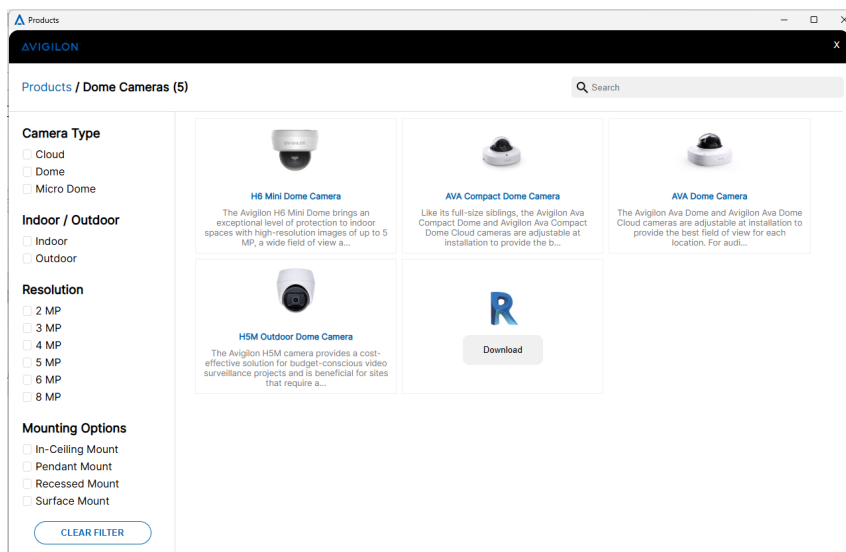 Products
AVIGILON
X
Products / Dome Cameras (5)
Search
Camera Type
Cloud
Dome
Micro Dome
Indoor / Outdoor
Indoor
Outdoor
Resolution
2 MP
3 MP
4 MP
5 MP
6 MP
8 MP
Mounting Options
In-Ceiling Mount
Pendant Mount
Recessed Mount
Surface Mount
CLEAR FILTER
H6 Mini Dome Camera
The Avigilon H6 Mini Dome brings an
exceptional level of protection to indoor
spaces with high-resolution images of up to 5
MP, a wide field of view a...
AVA Compact Dome Camera
Like its full-size siblings, the Avigilon Ava
Compact Dome and Avigilon Ava Compact
Dome Cloud cameras are adjustable at
installation to provide the b...
AVA Dome Camera
The Avigilon Ava Dome and Avigilon Ava Dome
Cloud cameras are adjustable at installation to
provide the best field of view for each
location. For audi...
H5M Outdoor Dome Camera
The Avigilon H5M camera provides a cost-
effective solution for budget-conscious video
surveillance projects and is beneficial for sites
that require a...
R
Download